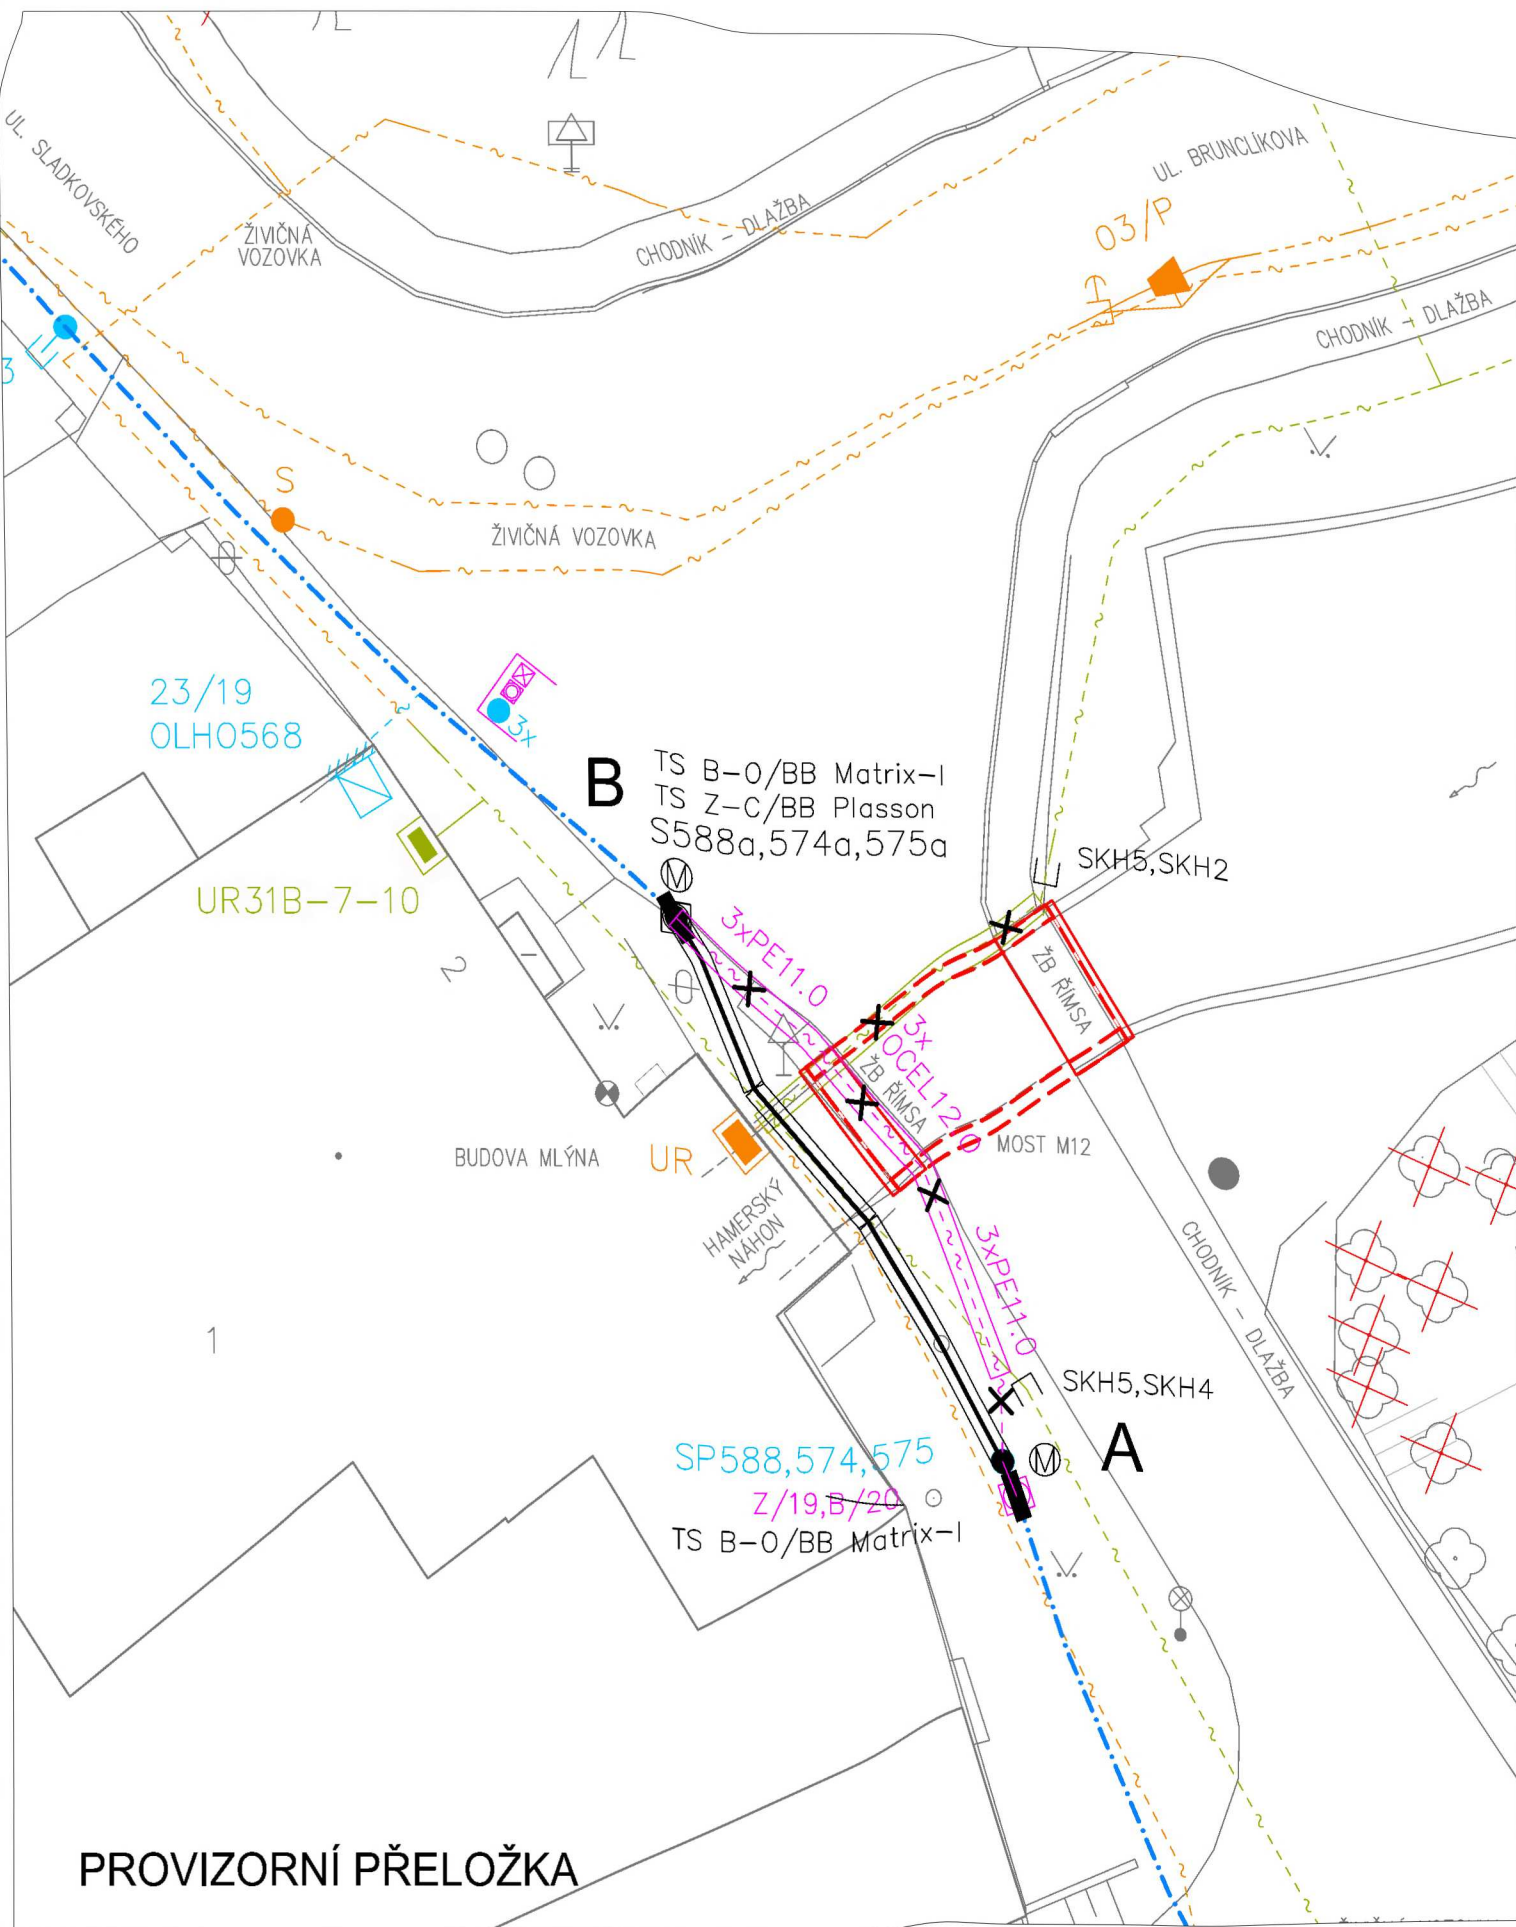 UL. SLADKOVSKÉHO
ŽIVIČNÁ
VOZOVKA
CHODNÍK - DLAŽBA
UL. BRUNCLÍKOVA
03/P
CHODNÍK - DLAŽBA
3
S
ŽIVIČNÁ VOZOVKA
23/19
OLHO568
3x
B
TS B-O/BB Matrix-I
TS Z-C/BB Plasson
S588a,574a,575a
M
SKH5,SKH2
UR31B-7-10
3xPE11.0
2
ŽB ŘÍMSA
3x
OCEL12.0
ŽB ŘÍMSA
MOST M12
BUDOVA MLÝNA
UR
HAMERSKÝ
NÁHON
3xPE11.0
CHODNÍK - DLAŽBA
1
SKH5,SKH4
A
M
SP588,574,575
Z/19,B/20
TS B-O/BB Matrix-I
PROVIZORNÍ PŘELOŽKA